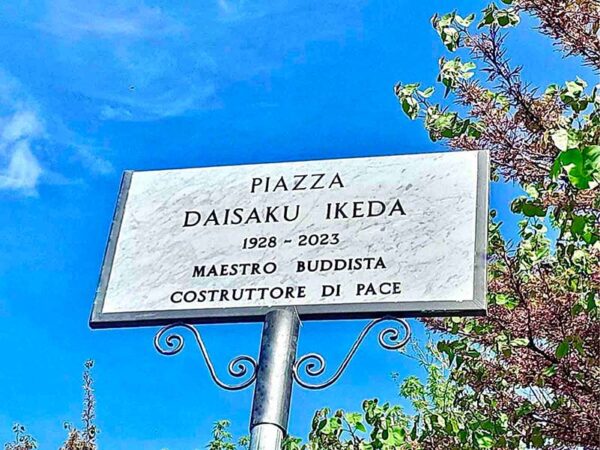 PIAZZA
DAISAKU IKEDA
1928 - 2023
MAESTRO BUDDISTA
COSTRUTTORE DI PACE